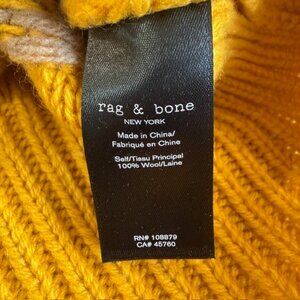 rag & bone
NEW YORK
Made in China/
Fabriqué en Chine
Self/Tissu Principal
100% Wool/Laine
RN# 108879
CA# 45760